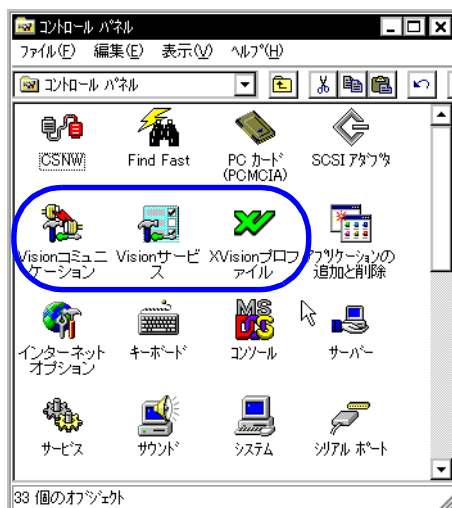 コントロール パネル
ファイル(F) 編集(E) 表示(V) ヘルプ(H)
コントロール パネル
CSNW
Find Fast
PC カード
(PCMCIA)
SCSI アダプタ
Visionコミュニ
ケーション
Visionサービ
ス
XVisionプロフ
ァイル
アプリケーションの
追加と削除
インターネット
オプション
キーボード
MS
DOS
コンソール
サーバー
サービス
サウンド
システム
シリアル ポート
33 個のオブジェクト